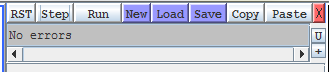 RST Step Run New Load Save Copy Paste X
No errors U
+